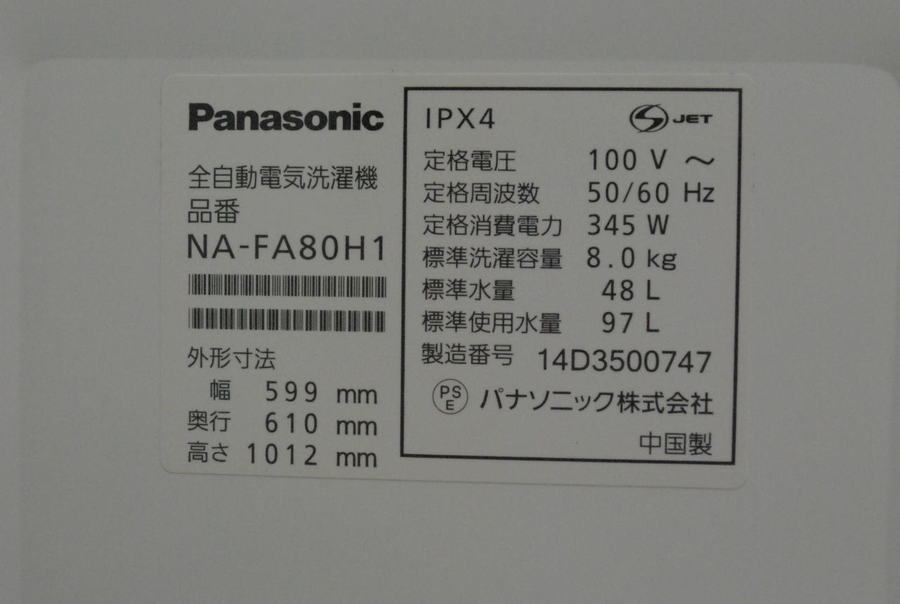 Panasonic
全自動電気洗濯機
品番
NA-FA80H1
外形寸法
幅 599 mm
奥行 610 mm
高さ 1012 mm
IPX4
S JET
定格電圧 100 V ～
定格周波数 50/60 Hz
定格消費電力 345 W
標準洗濯容量 8.0 kg
標準水量 48 L
標準使用水量 97 L
製造番号 14D3500747
PSE パナソニック株式会社
中国製